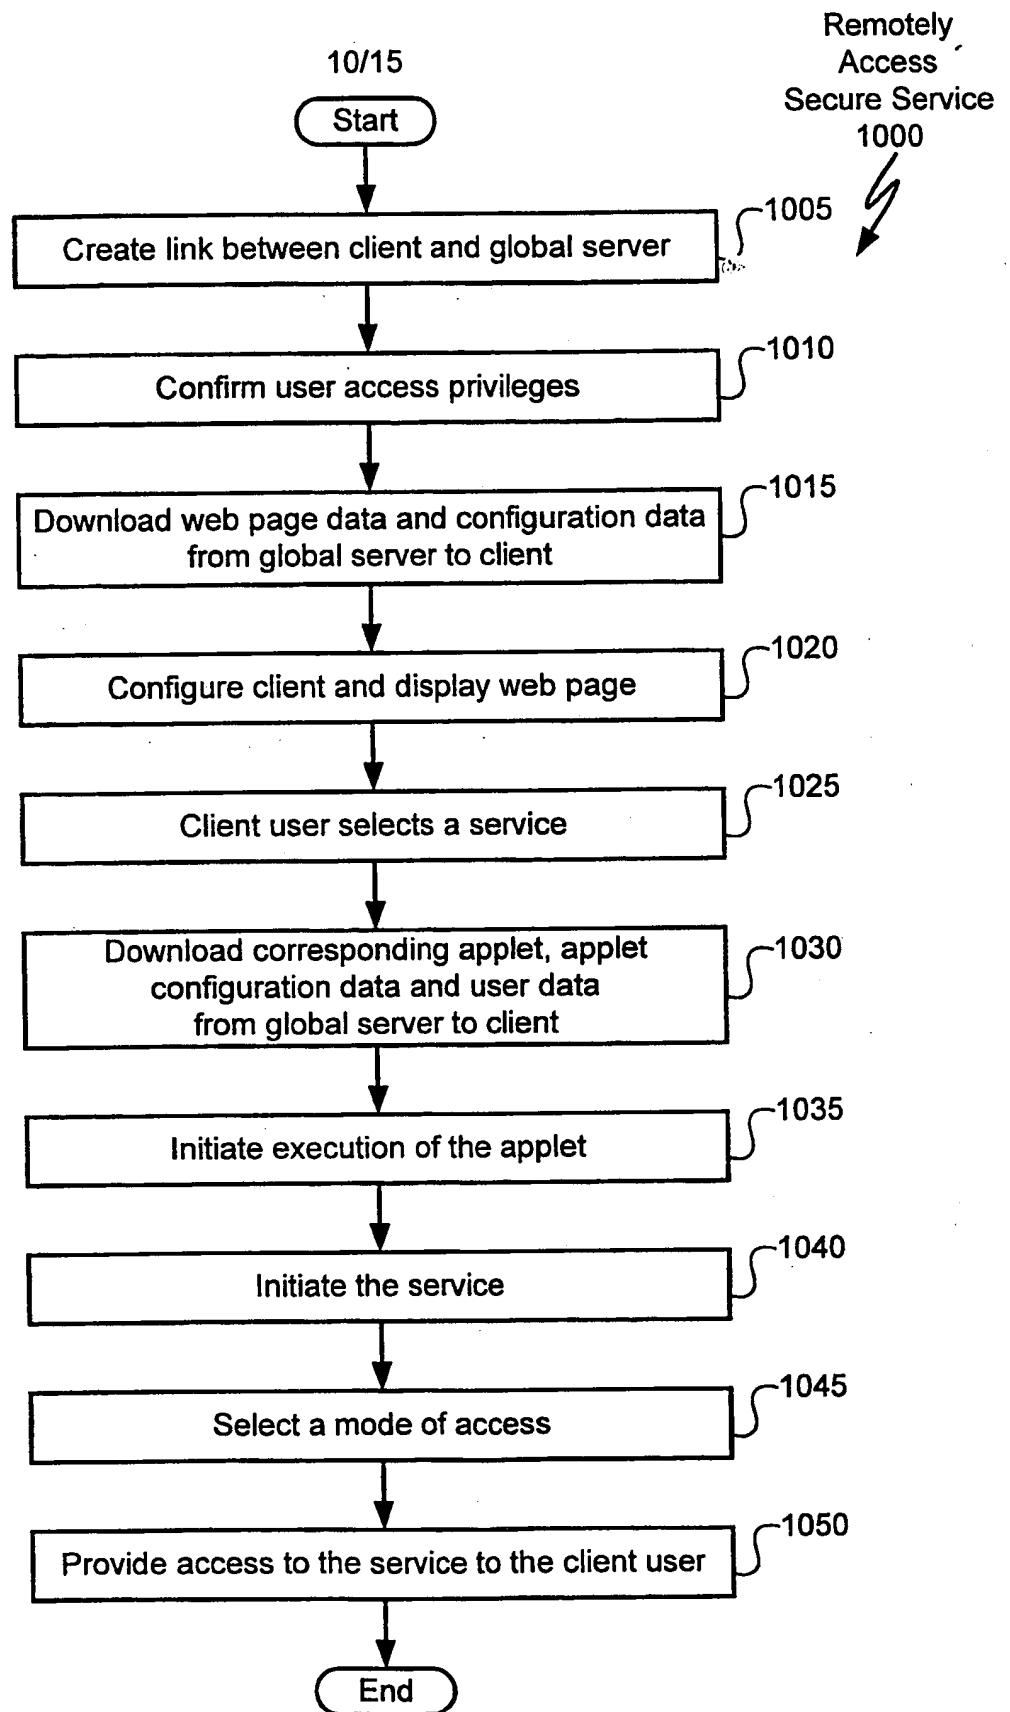 10/15
Remotely
Access
Secure Service
1000
Start
1005
Create link between client and global server
1010
Confirm user access privileges
1015
Download web page data and configuration data
from global server to client
1020
Configure client and display web page
1025
Client user selects a service
1030
Download corresponding applet, applet
configuration data and user data
from global server to client
1035
Initiate execution of the applet
1040
Initiate the service
1045
Select a mode of access
1050
Provide access to the service to the client user
End